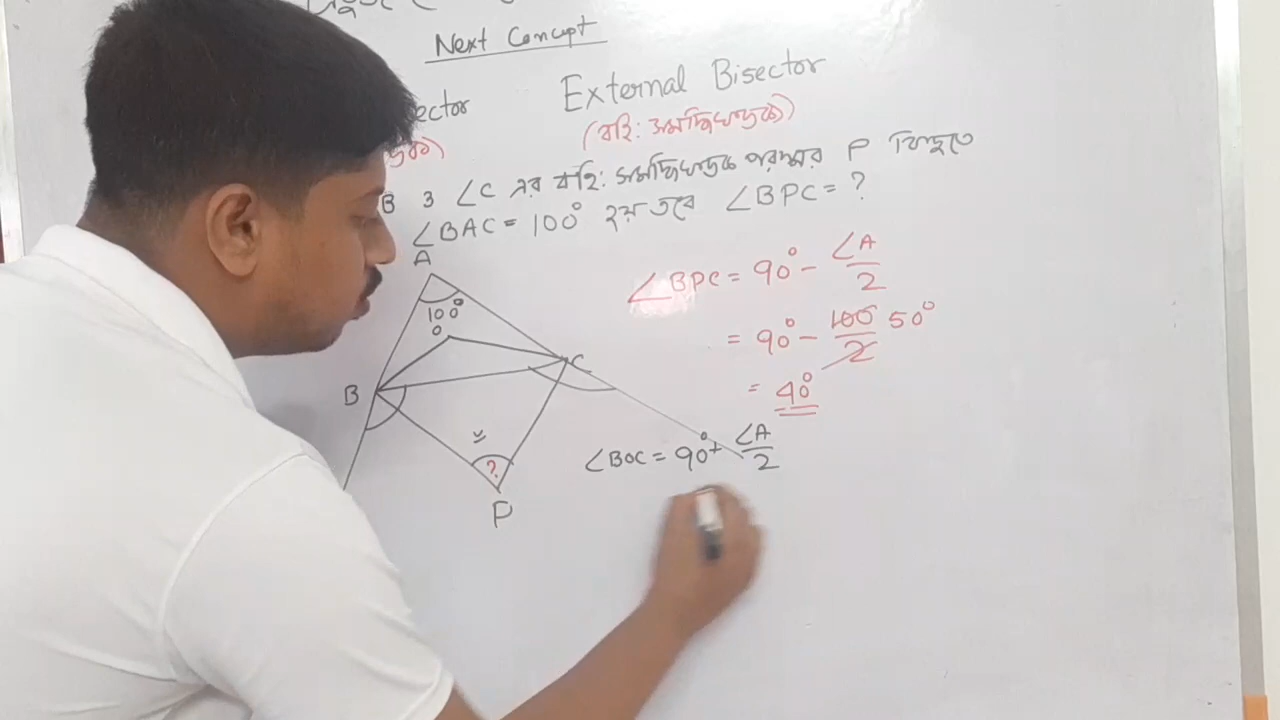 Next Concept
ector
External Bisector
(বহি: সমদ্বিখণ্ডক)
B ও ∠C এর বহি: সমদ্বিখণ্ডক পরস্পর P বিন্দুতে
∠BAC = 100° হয় তবে ∠BPC = ?
A
100°
O
B
C
?
P
∠BPC = 90° - ∠A/2
= 90° - 100/2 50°
= 40°
∠BOC = 90° + ∠A/2